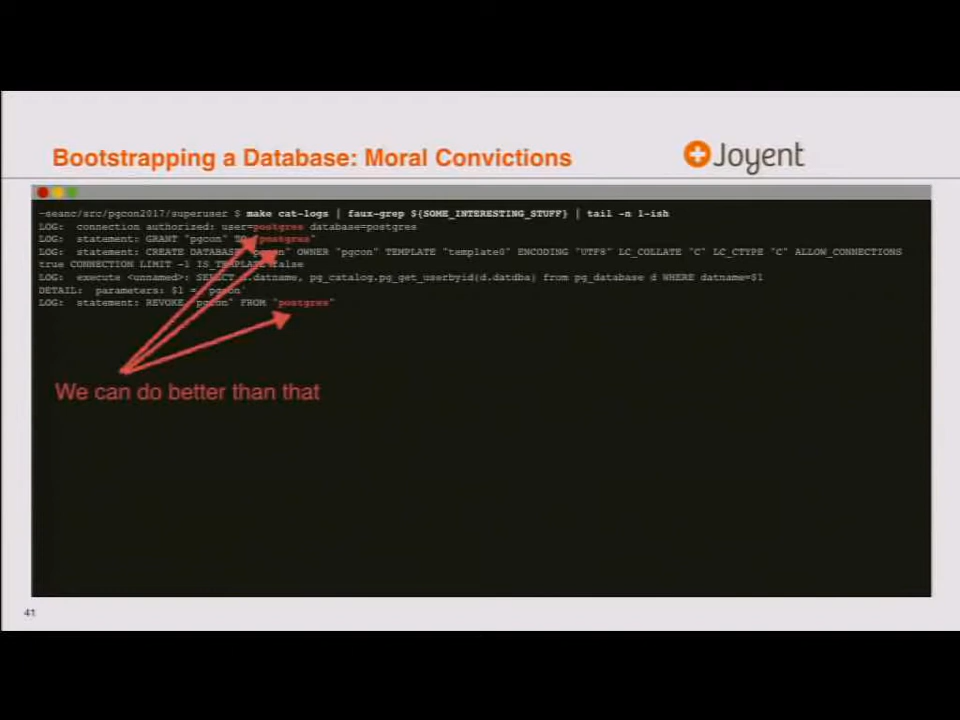 Bootstrapping a Database: Moral Convictions
Joyent
~seanc/src/pgcon2017/superuser $ make cat-logs | faux-grep ${SOME_INTERESTING_STUFF} | tail -n 1-ish
LOG: connection authorized: user=postgres database=postgres
LOG: statement: GRANT "pgcon" TO "postgres"
LOG: statement: CREATE DATABASE "pgcon" OWNER "pgcon" TEMPLATE "template0" ENCODING "UTF8" LC_COLLATE "C" LC_CTYPE "C" ALLOW_CONNECTIONS
true CONNECTION LIMIT -1 IS_TEMPLATE false
LOG: execute <unnamed>: SELECT d.datname, pg_catalog.pg_get_userbyid(d.datdba) from pg_database d WHERE datname=$1
DETAIL: parameters: $1 = 'pgcon'
LOG: statement: REVOKE "pgcon" FROM "postgres"
We can do better than that
41